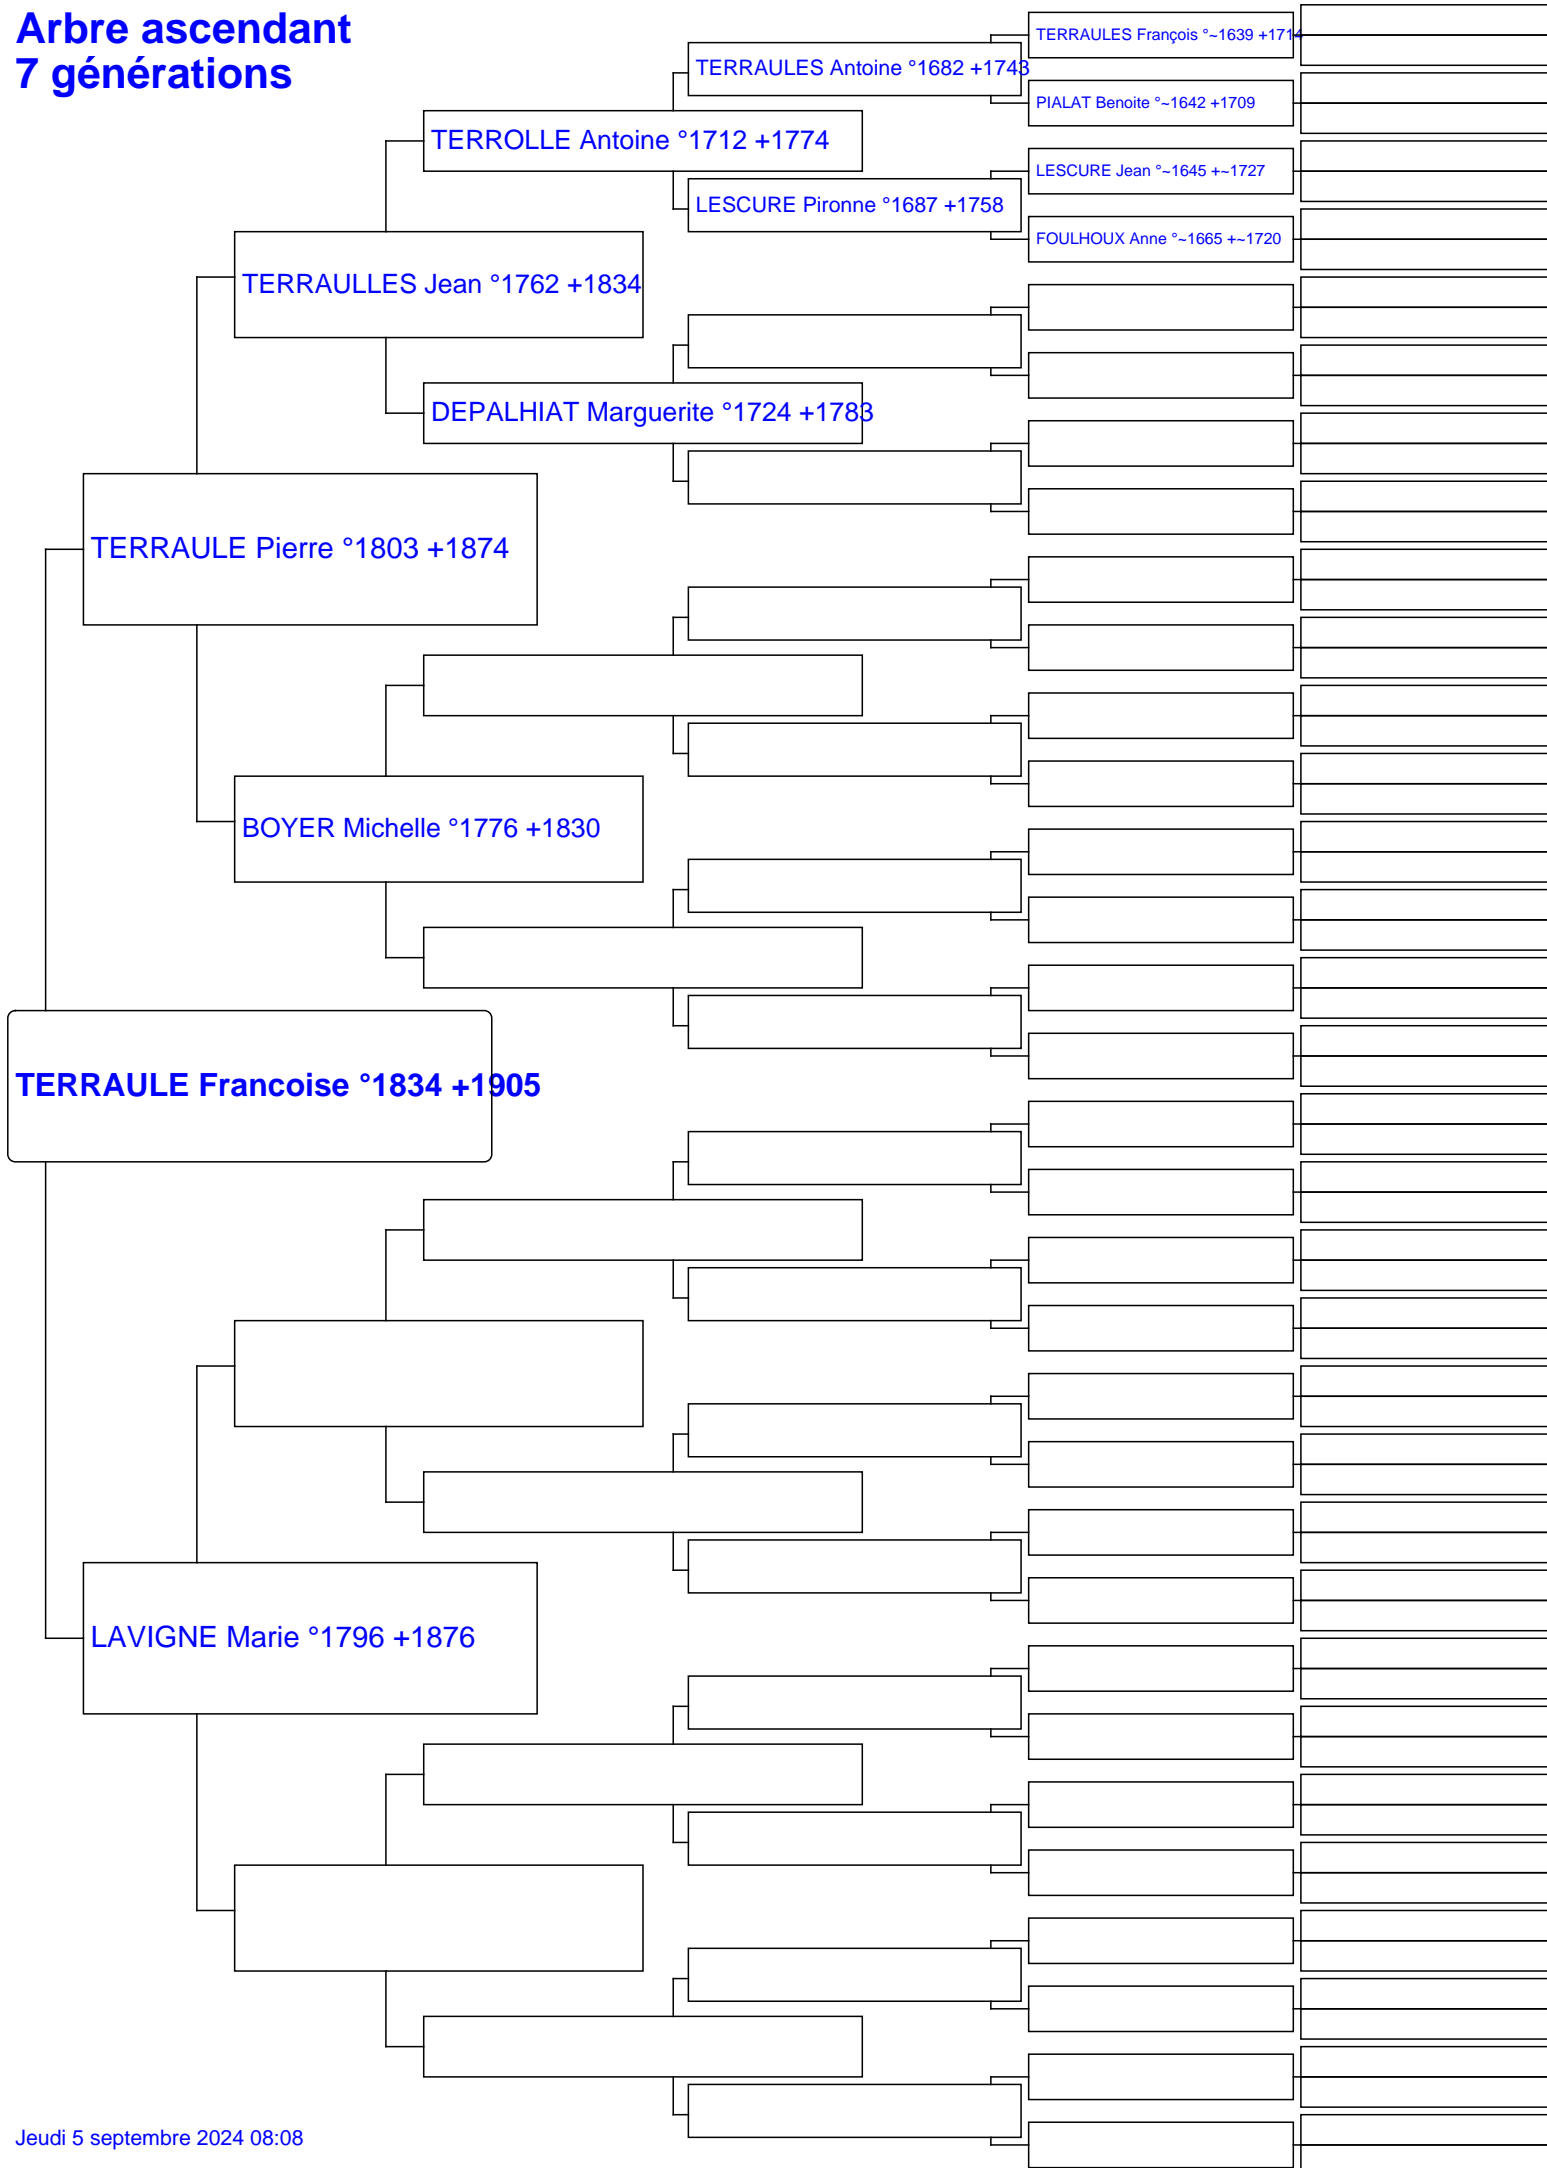 Arbre ascendant
7 générations
TERRAULES François °~1639 +1714
TERRAULES Antoine °1682 +1743
PIALAT Benoite °~1642 +1709
TERROLLE Antoine °1712 +1774
LESCURE Jean °~1645 +~1727
LESCURE Pironne °1687 +1758
FOULHOUX Anne °~1665 +~1720
TERRAULLES Jean °1762 +1834
DEPALHIAT Marguerite °1724 +1783
TERRAULE Pierre °1803 +1874
BOYER Michelle °1776 +1830
TERRAULE Francoise °1834 +1905
LAVIGNE Marie °1796 +1876
Jeudi 5 septembre 2024 08:08